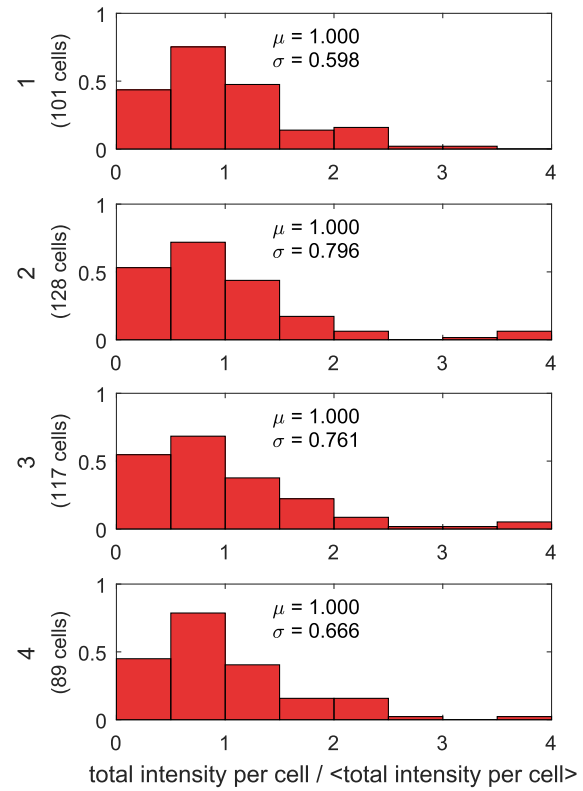 1
(101 cells)
1
0.5
0
μ = 1.000
σ = 0.598
0 1 2 3 4
2
(128 cells)
1
0.5
0
μ = 1.000
σ = 0.796
0 1 2 3 4
3
(117 cells)
1
0.5
0
μ = 1.000
σ = 0.761
0 1 2 3 4
4
(89 cells)
1
0.5
0
μ = 1.000
σ = 0.666
0 1 2 3 4
total intensity per cell / <total intensity per cell>